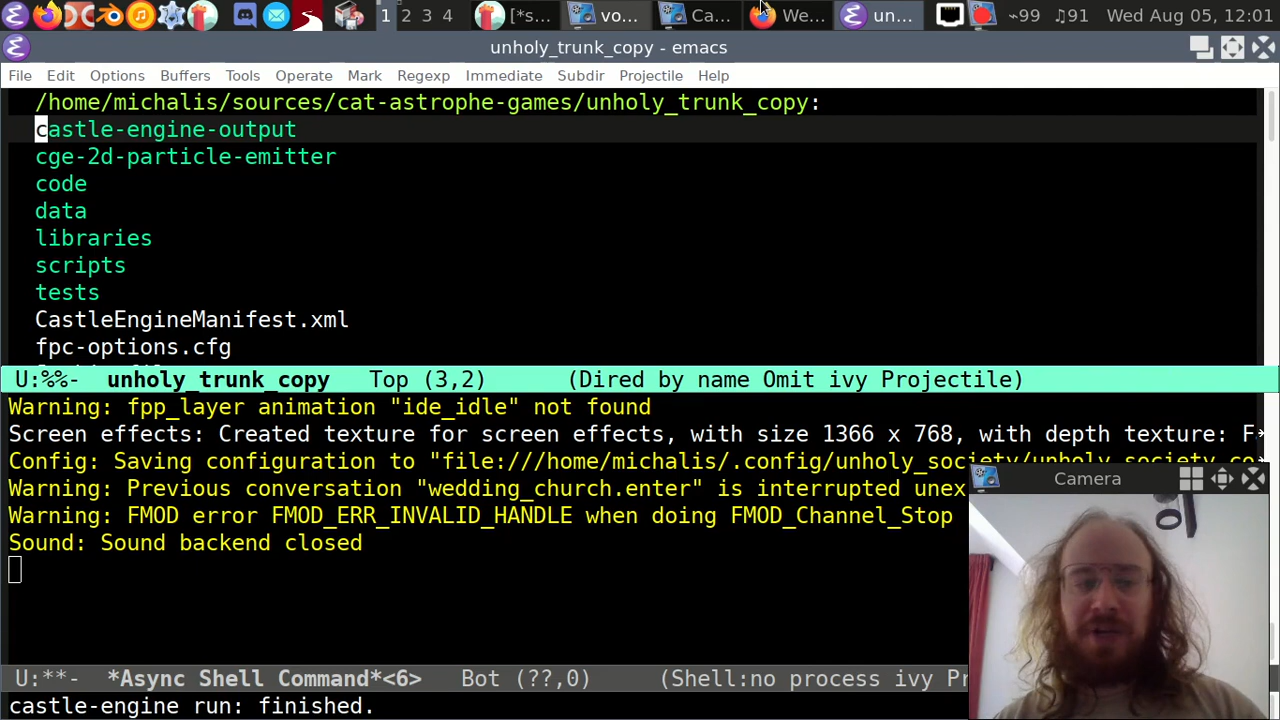 1 2 3 4 [*s... vo... Ca... We... un... ⌁99 ♫91 Wed Aug 05, 12:01
unholy_trunk_copy - emacs
File Edit Options Buffers Tools Jump Mark Regexp Immediate Subdir Projectile Help
/home/michalis/sources/cat-astrophe-games/unholy_trunk_copy:
castle-engine-output
cge-2d-particle-emitter
code
data
libraries
scripts
tests
CastleEngineManifest.xml
fpc-options.cfg
U:%%- unholy_trunk_copy Top (3,2) (Dired by name Omit ivy Projectile)
Warning: fpp_layer animation "ide_idle" not found
Screen effects: Created texture for screen effects, with size 1366 x 768, with depth texture: F
Config: Saving configuration to "file:///home/michalis/.config/unholy_society/unholy_society.co
Warning: Previous conversation "wedding_church.enter" is interrupted unex
Warning: FMOD error FMOD_ERR_INVALID_HANDLE when doing FMOD_Channel_Stop
Sound: Sound backend closed
Camera
U:**- *Async Shell Command*<6> Bot (??,0) (Shell:no process ivy Pr
castle-engine run: finished.